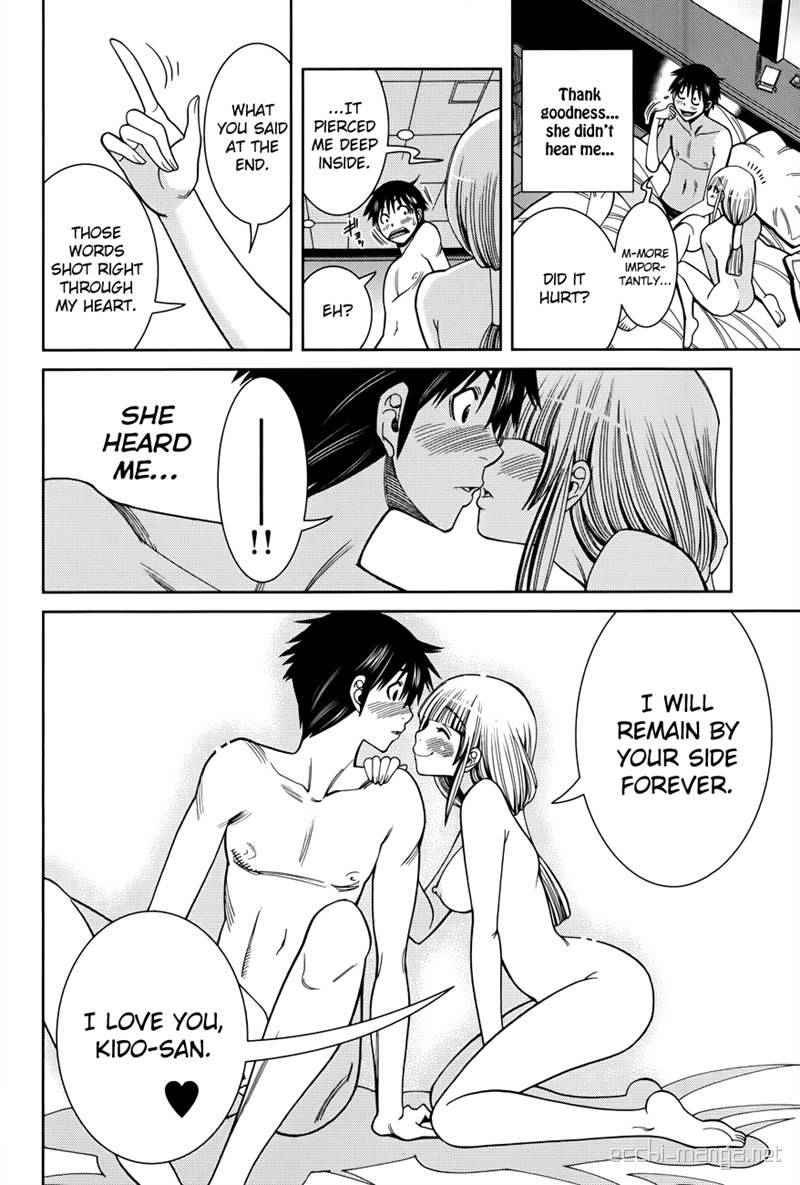 Thank
goodness...
she didn't
hear me...
M-MORE
IMPOR-
TANTLY...
DID IT
HURT?
...IT
PIERCED
ME DEEP
INSIDE.
EH?
WHAT
YOU SAID
AT THE
END.
THOSE
WORDS
SHOT RIGHT
THROUGH
MY HEART.
—!!
SHE
HEARD
ME...
I WILL
REMAIN BY
YOUR SIDE
FOREVER.
I LOVE YOU,
KIDO-SAN.
♥
ecchi-manga.net